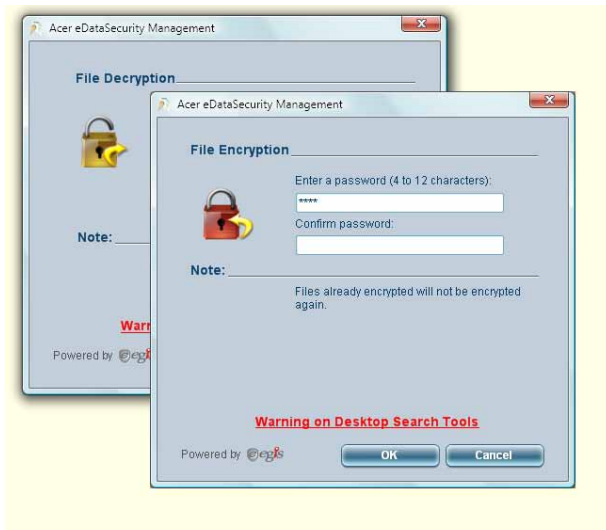 Acer eDataSecurity Management
File Decryption
Note:
Powered by egis
Acer eDataSecurity Management
File Encryption
Enter a password (4 to 12 characters):
****
Confirm password:
Note:
Files already encrypted will not be encrypted
again.
Warning on Desktop Search Tools
Powered by egis
OK
Cancel